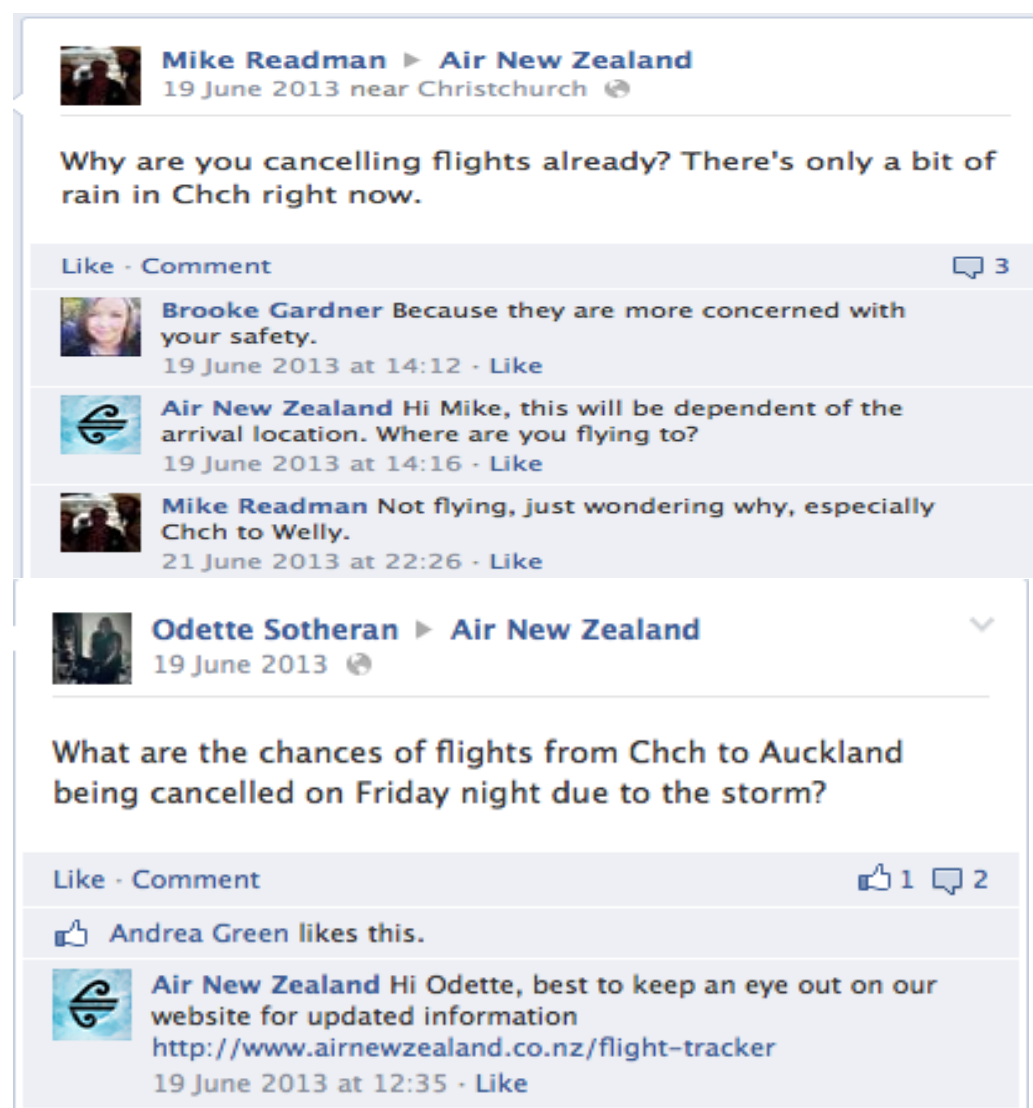 Mike Readman ▶ Air New Zealand
19 June 2013 near Christchurch
Why are you cancelling flights already? There's only a bit of
rain in Chch right now.
Like · Comment 3
Brooke Gardner Because they are more concerned with
your safety.
19 June 2013 at 14:12 · Like
Air New Zealand Hi Mike, this will be dependent of the
arrival location. Where are you flying to?
19 June 2013 at 14:16 · Like
Mike Readman Not flying, just wondering why, especially
Chch to Welly.
21 June 2013 at 22:26 · Like
Odette Sotheran ▶ Air New Zealand
19 June 2013
What are the chances of flights from Chch to Auckland
being cancelled on Friday night due to the storm?
Like · Comment 1 2
Andrea Green likes this.
Air New Zealand Hi Odette, best to keep an eye out on our
website for updated information
http://www.airnewzealand.co.nz/flight-tracker
19 June 2013 at 12:35 · Like